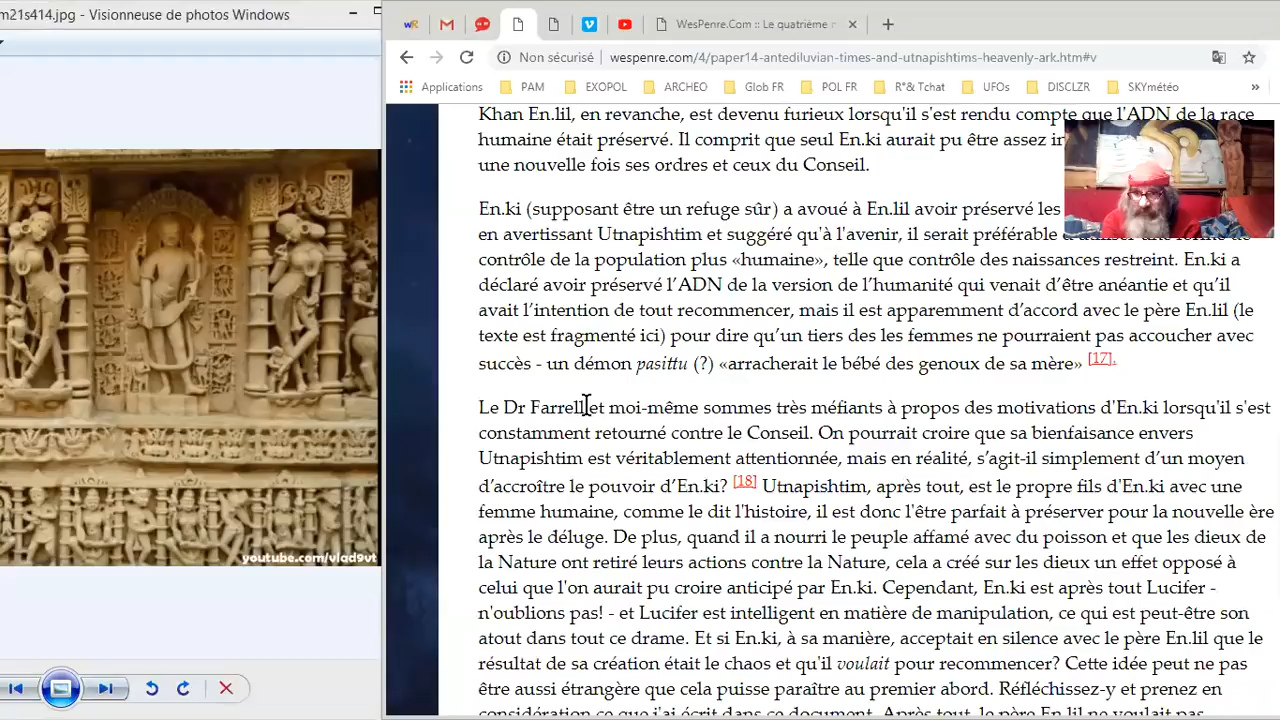 m21s414.jpg - Visionneuse de photos Windows
WesPenre.Com :: Le quatrième
Non sécurisé | wespenre.com/4/paper14-antediluvian-times-and-utnapishtims-heavenly-ark.htm#v
Applications PAM EXOPOL ARCHEO Glob FR POL FR R°& Tchat UFOs DISCLZR SKYmétéo »
Khan En.lil, en revanche, est devenu furieux lorsqu'il s'est rendu compte que l'ADN de la race
humaine était préservé. Il comprit que seul En.ki aurait pu être assez
une nouvelle fois ses ordres et ceux du Conseil.
En.ki (supposant être un refuge sûr) a avoué à En.lil avoir préservé les
en avertissant Utnapishtim et suggéré qu'à l'avenir, il serait préférable
contrôle de la population plus «humaine», telle que contrôle des naissances restreint. En.ki a
déclaré avoir préservé l'ADN de la version de l'humanité qui venait d'être anéantie et qu'il
avait l'intention de tout recommencer, mais il est apparemment d'accord avec le père En.lil (le
texte est fragmenté ici) pour dire qu'un tiers des les femmes ne pourraient pas accoucher avec
succès - un démon pasittu (?) «arracherait le bébé des genoux de sa mère» [17].
Le Dr Farrell et moi-même sommes très méfiants à propos des motivations d'En.ki lorsqu'il s'est
constamment retourné contre le Conseil. On pourrait croire que sa bienfaisance envers
Utnapishtim est véritablement attentionnée, mais en réalité, s'agit-il simplement d'un moyen
d'accroître le pouvoir d'En.ki? [18] Utnapishtim, après tout, est le propre fils d'En.ki avec une
femme humaine, comme le dit l'histoire, il est donc l'être parfait à préserver pour la nouvelle ère
après le déluge. De plus, quand il a nourri le peuple affamé avec du poisson et que les dieux de
la Nature ont retiré leurs actions contre la Nature, cela a créé sur les dieux un effet opposé à
celui que l'on aurait pu croire anticipé par En.ki. Cependant, En.ki est après tout Lucifer -
n'oublions pas! - et Lucifer est intelligent en matière de manipulation, ce qui est peut-être son
atout dans tout ce drame. Et si En.ki, à sa manière, acceptait en silence avec le père En.lil que le
résultat de sa création était le chaos et qu'il voulait pour recommencer? Cette idée peut ne pas
être aussi étrangère que cela puisse paraître au premier abord. Réfléchissez-y et prenez en
considération ce que j'ai écrit dans ce document. Après tout, le père En.lil ne voulait pas
youtube.com/vlad9vt